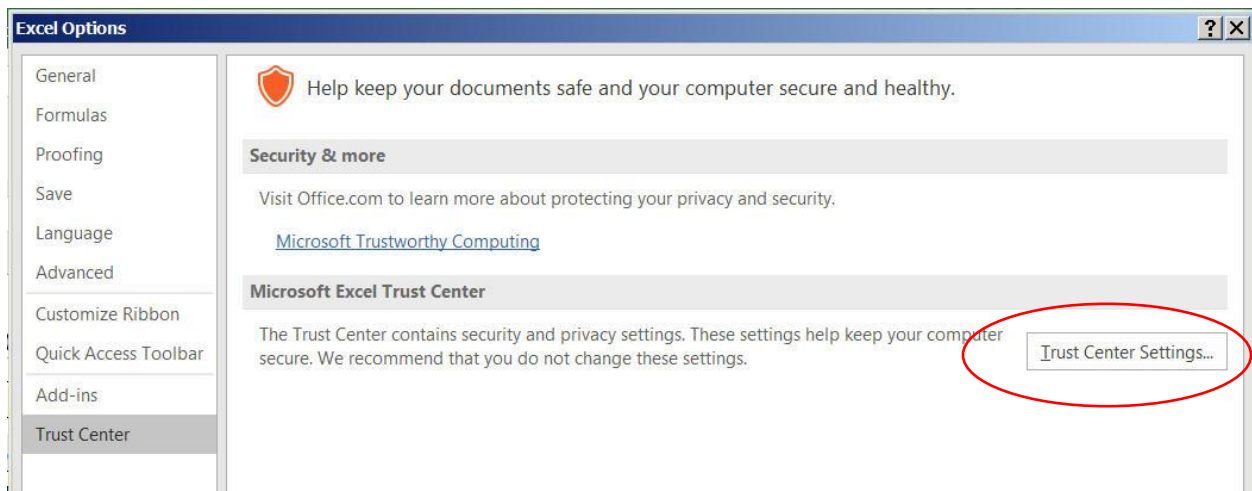 Excel Options
General
Formulas
Proofing
Save
Language
Advanced
Customize Ribbon
Quick Access Toolbar
Add-ins
Trust Center
Help keep your documents safe and your computer secure and healthy.
Security & more
Visit Office.com to learn more about protecting your privacy and security.
Microsoft Trustworthy Computing
Microsoft Excel Trust Center
The Trust Center contains security and privacy settings. These settings help keep your computer
secure. We recommend that you do not change these settings.
Trust Center Settings...